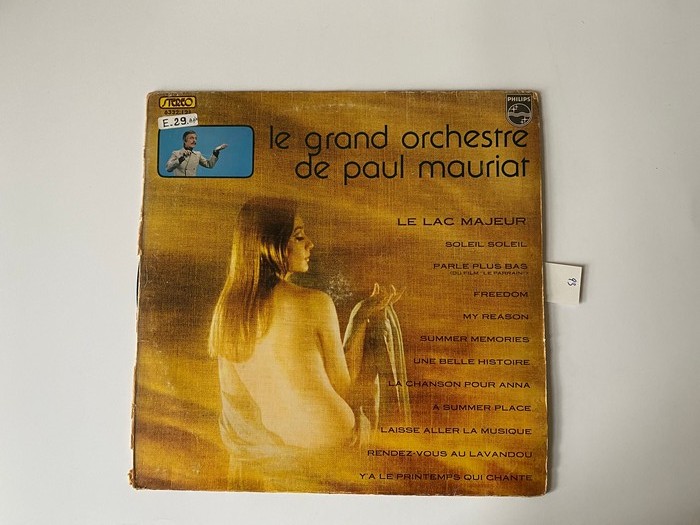 STEREO
E.29
PHILIPS
le grand orchestre
de paul mauriat
LE LAC MAJEUR
SOLEIL SOLEIL
PARLE PLUS BAS
(DU FILM "LE PARRAIN")
FREEDOM
MY REASON
SUMMER MEMORIES
UNE BELLE HISTOIRE
LA CHANSON POUR ANNA
A SUMMER PLACE
LAISSE ALLER LA MUSIQUE
RENDEZ-VOUS AU LAVANDOU
Y'A LE PRINTEMPS QUI CHANTE